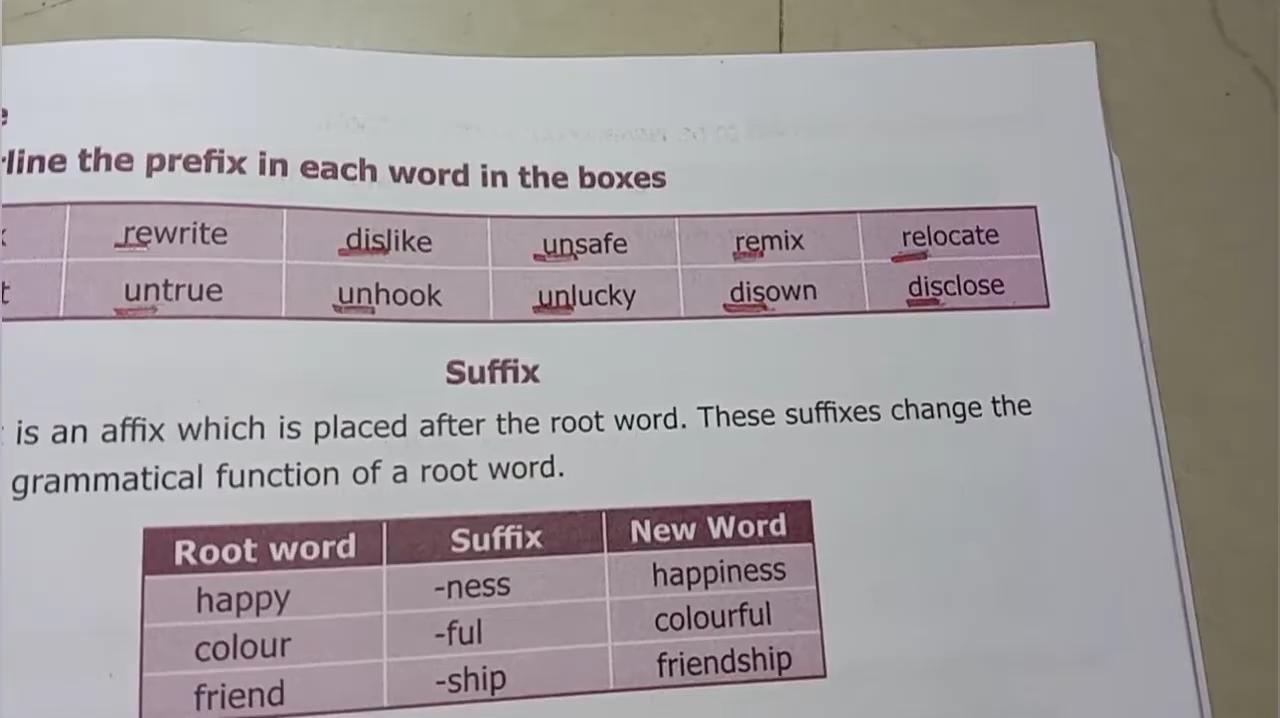 line the prefix in each word in the boxes
rewrite dislike unsafe remix relocate
t untrue unhook unlucky disown disclose
Suffix
is an affix which is placed after the root word. These suffixes change the
grammatical function of a root word.
Root word Suffix New Word
happy -ness happiness
colour -ful colourful
friend -ship friendship